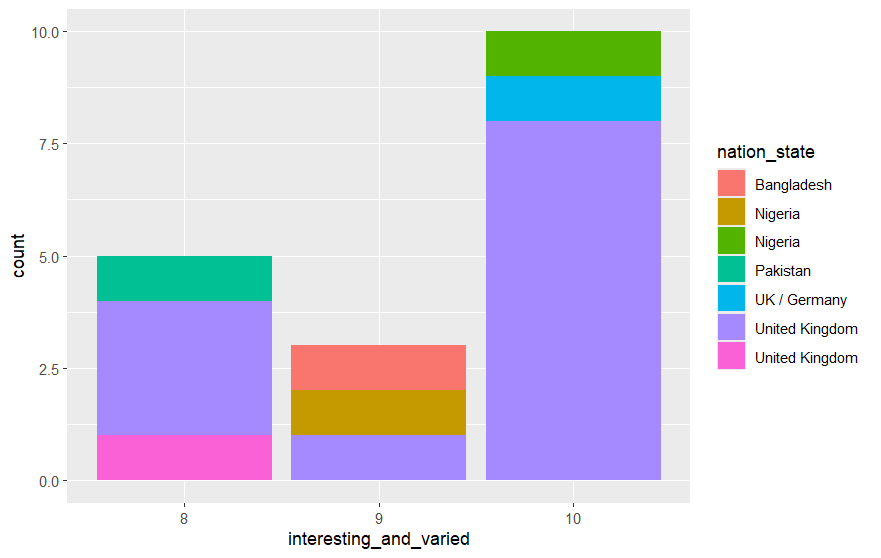 10.0
7.5
5.0
2.5
0.0
count
8 9 10
interesting_and_varied
nation_state
Bangladesh
Nigeria
Nigeria
Pakistan
UK / Germany
United Kingdom
United Kingdom